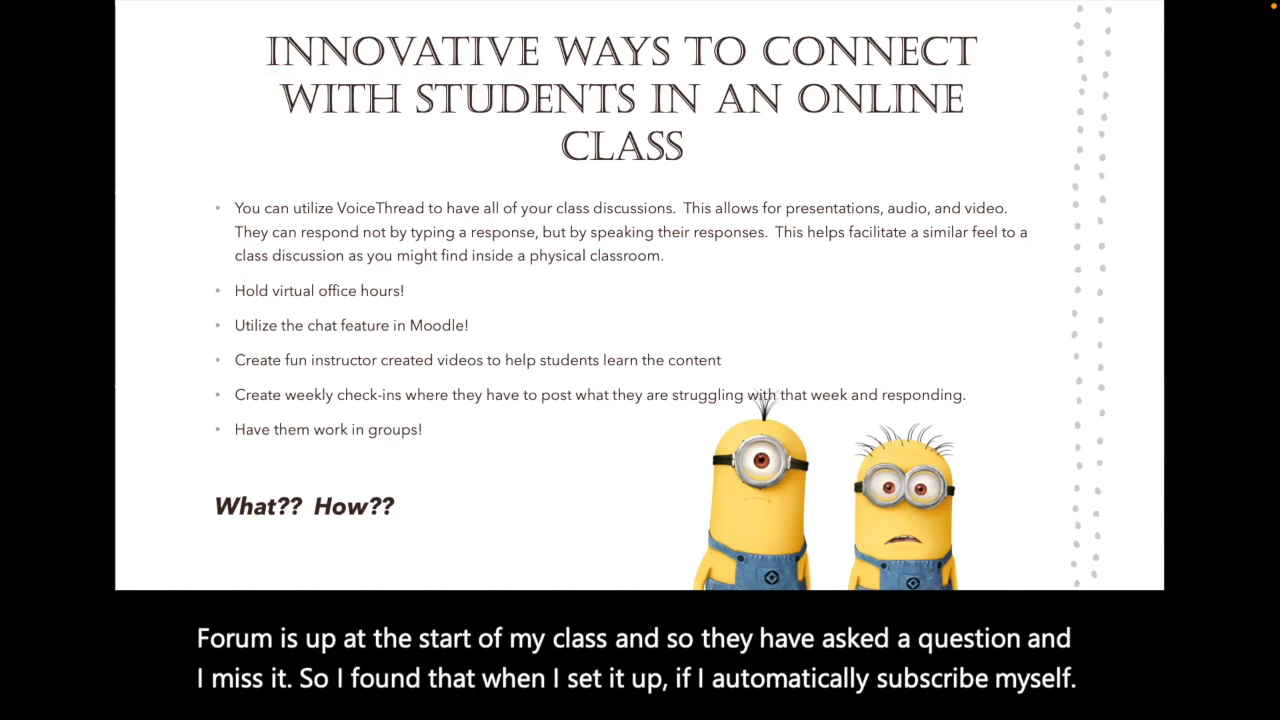 INNOVATIVE WAYS TO CONNECT
WITH STUDENTS IN AN ONLINE
CLASS
• You can utilize VoiceThread to have all of your class discussions. This allows for presentations, audio, and video.
They can respond not by typing a response, but by speaking their responses. This helps facilitate a similar feel to a
class discussion as you might find inside a physical classroom.
• Hold virtual office hours!
• Utilize the chat feature in Moodle!
• Create fun instructor created videos to help students learn the content
• Create weekly check-ins where they have to post what they are struggling with that week and responding.
• Have them work in groups!
What?? How??
Forum is up at the start of my class and so they have asked a question and
I miss it. So I found that when I set it up, if I automatically subscribe myself.